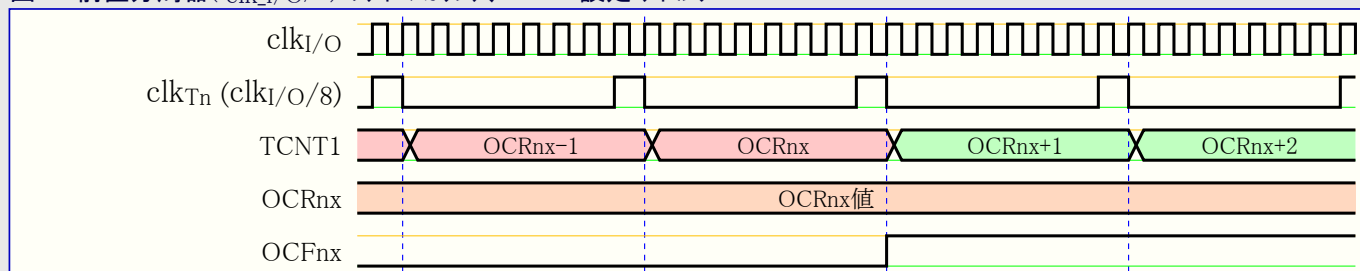 clkI/O
clkTn (clkI/O/8)
TCNT1
OCRnx-1
OCRnx
OCRnx+1
OCRnx+2
OCRnx
OCRnx値
OCFnx